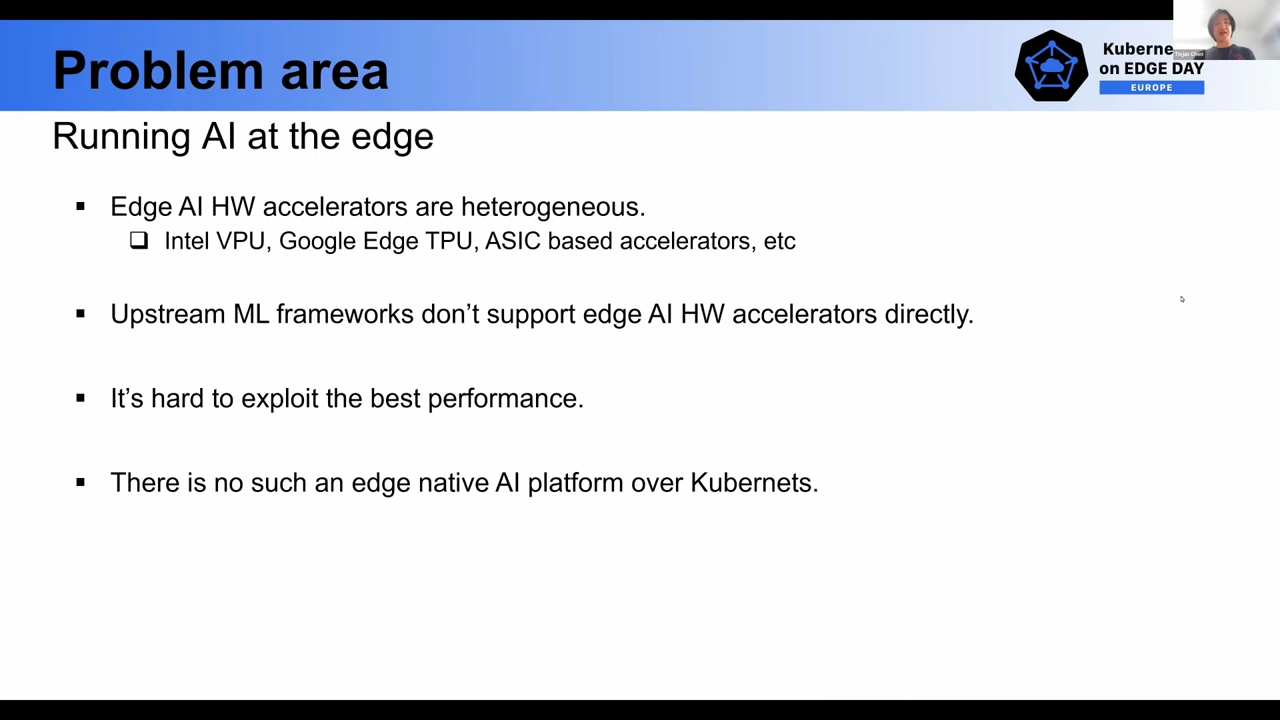 Problem area
Kuberne
on EDGE DAY
EUROPE
Running AI at the edge
Edge AI HW accelerators are heterogeneous.
Intel VPU, Google Edge TPU, ASIC based accelerators, etc
Upstream ML frameworks don’t support edge AI HW accelerators directly.
It’s hard to exploit the best performance.
There is no such an edge native AI platform over Kubernets.